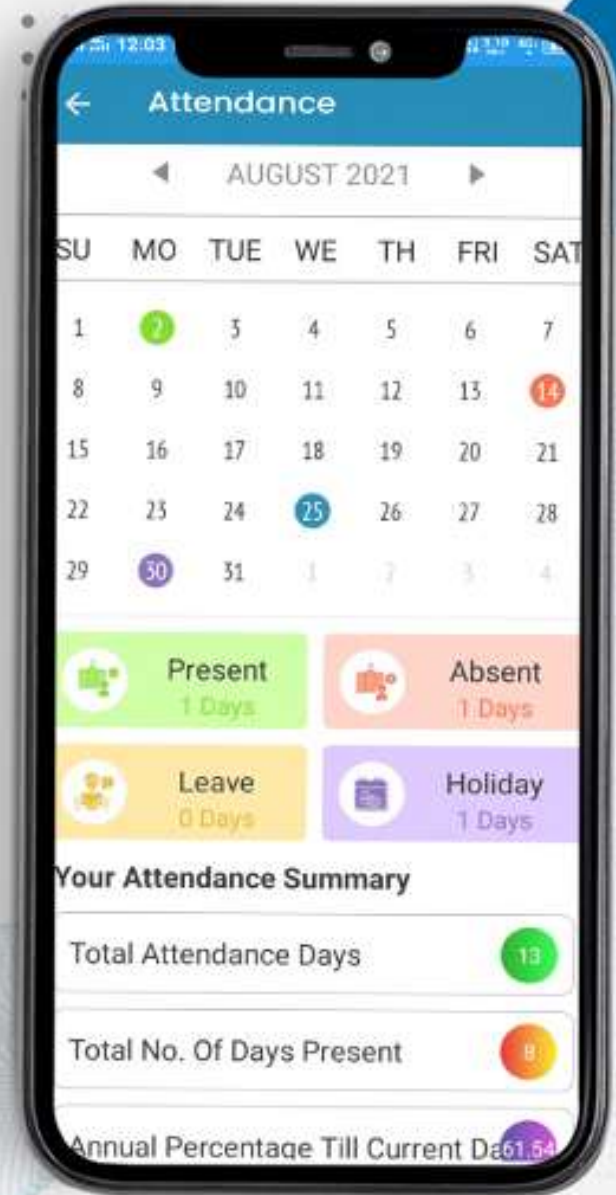 12:03
Attendance
AUGUST 2021
SU MO TUE WE TH FRI SAT
1 2 3 4 5 6 7
8 9 10 11 12 13 14
15 16 17 18 19 20 21
22 23 24 25 26 27 28
29 30 31 1 2 3 4
Present Absent
1 Days 1 Days
Leave Holiday
0 Days 1 Days
Your Attendance Summary
Total Attendance Days 13
Total No. Of Days Present 8
Annual Percentage Till Current Da 61.54